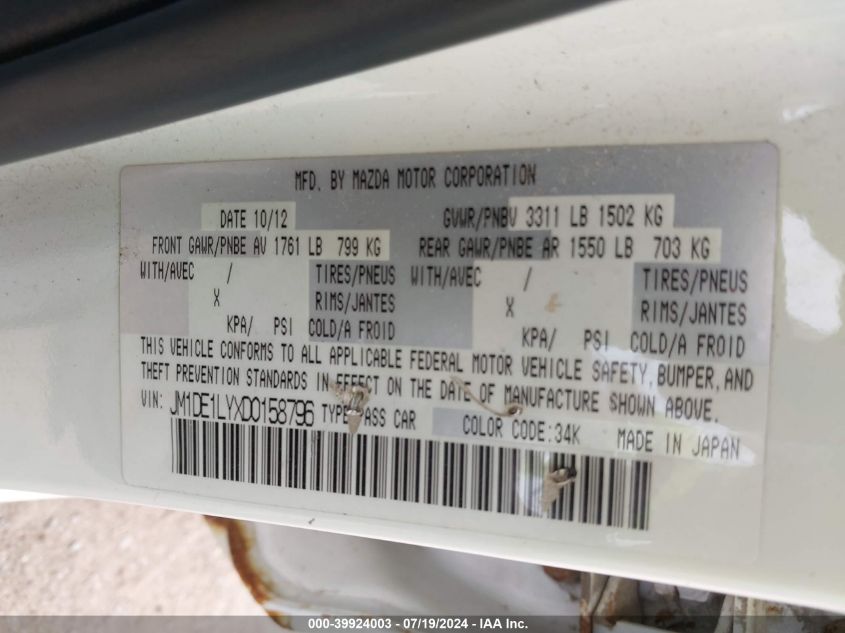 MFD. BY MAZDA MOTOR CORPORATION
DATE 10/12 GVWR/PNBV 3311 LB 1502 KG
FRONT GAWR/PNBE AV 1761 LB 799 KG REAR GAWR/PNBE AR 1550 LB 703 KG
WITH/AVEC / TIRES/PNEUS WITH/AVEC / TIRES/PNEUS
X RIMS/JANTES X RIMS/JANTES
KPA/ PSI COLD/A FROID KPA/ PSI COLD/A FROID
THIS VEHICLE CONFORMS TO ALL APPLICABLE FEDERAL MOTOR VEHICLE SAFETY, BUMPER, AND
THEFT PREVENTION STANDARDS IN EFFECT ON THE DATE OF MANUFACTURE SHOWN ABOVE.
VIN: JM1DE1LYXD0158796 TYPE: PASS CAR COLOR CODE:34K MADE IN JAPAN
000-39924003 - 07/19/2024 - IAA Inc.